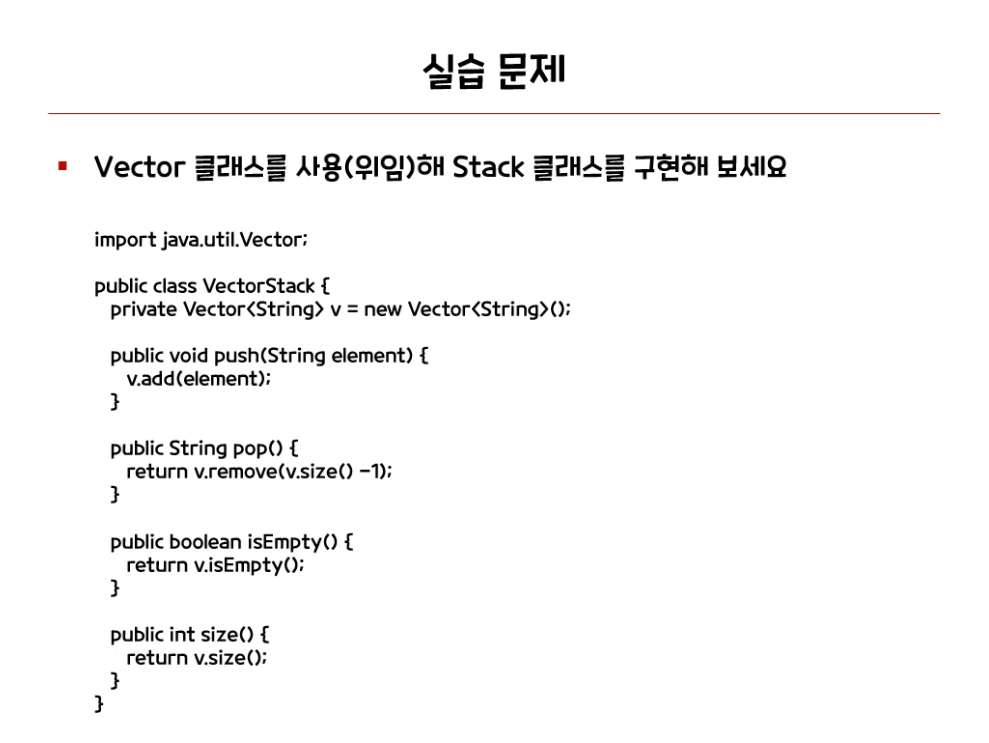 실습 문제
▪ Vector 클래스를 사용(위임)해 Stack 클래스를 구현해 보세요
import java.util.Vector;
public class VectorStack {
private Vector<String> v = new Vector<String>();
public void push(String element) {
v.add(element);
}
public String pop() {
return v.remove(v.size() -1);
}
public boolean isEmpty() {
return v.isEmpty();
}
public int size() {
return v.size();
}
}